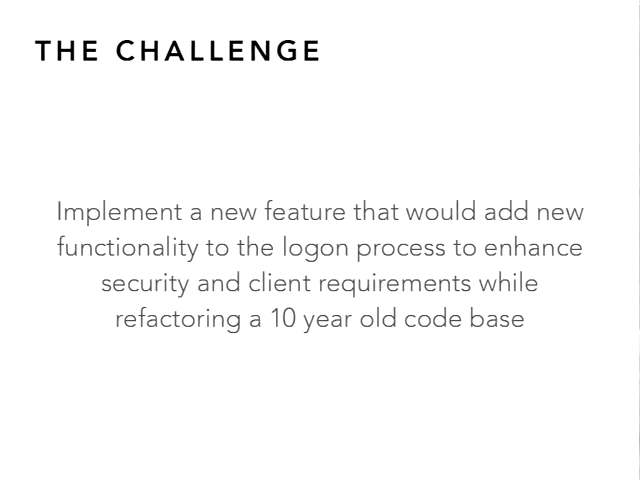 THE CHALLENGE
Implement a new feature that would add new
functionality to the logon process to enhance
security and client requirements while
refactoring a 10 year old code base